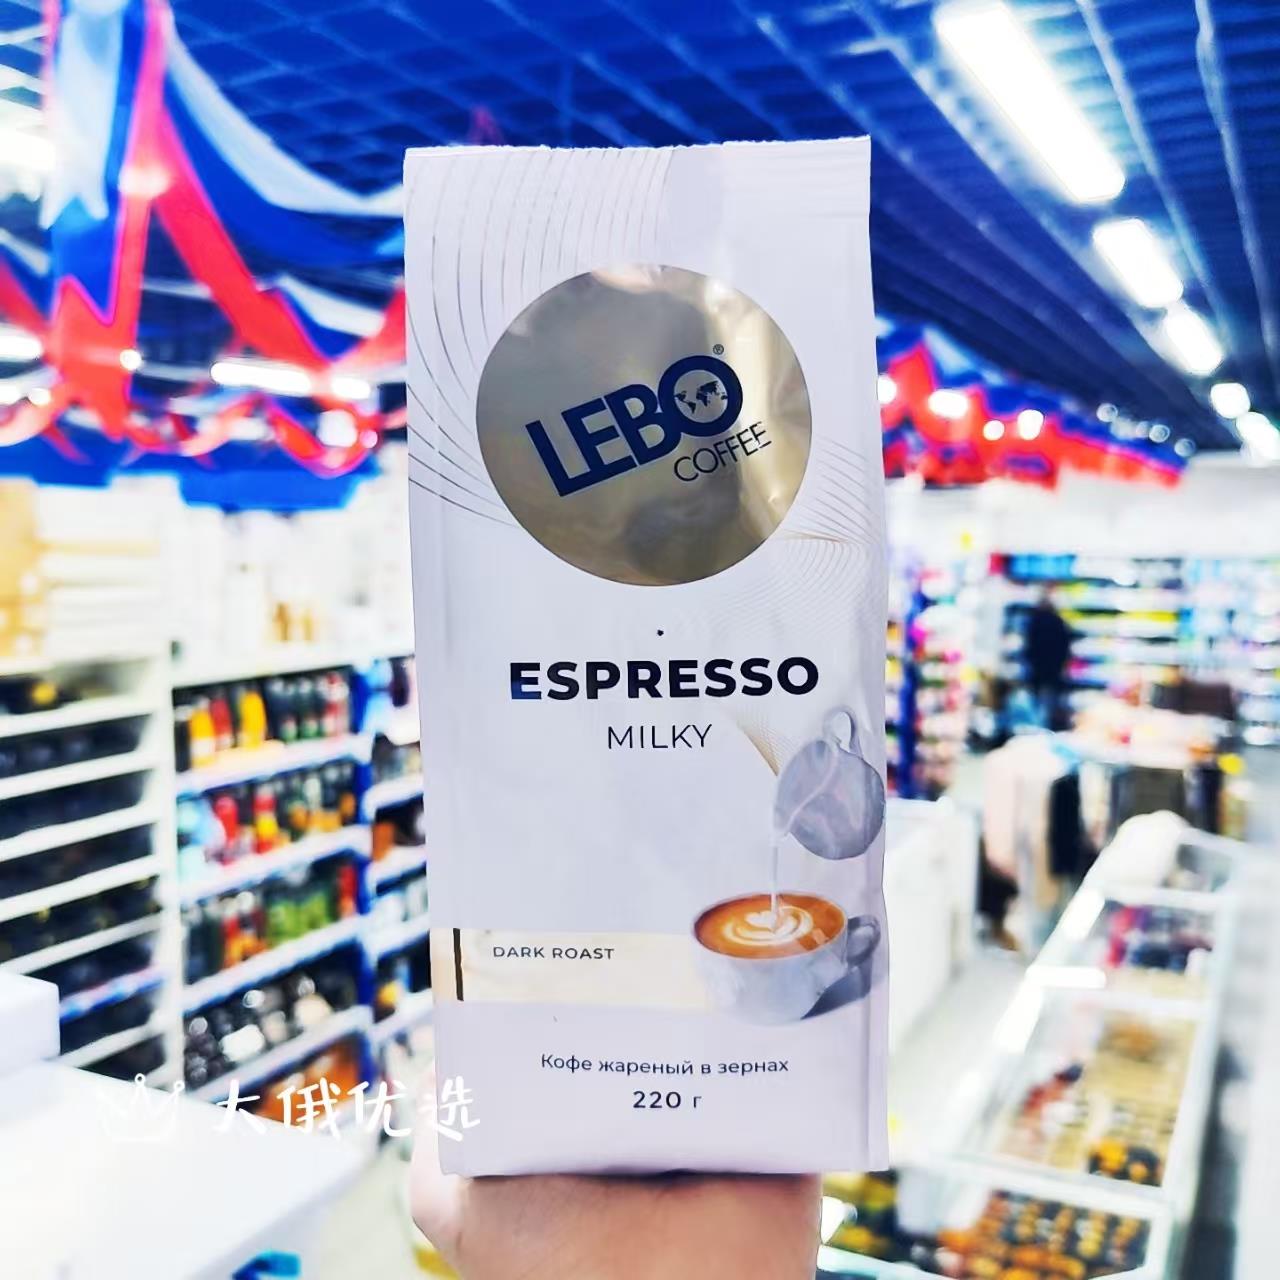 LEBO®
COFFEE
ESPRESSO
MILKY
DARK ROAST
Кофе жареный в зернах
220 г
大俄优选